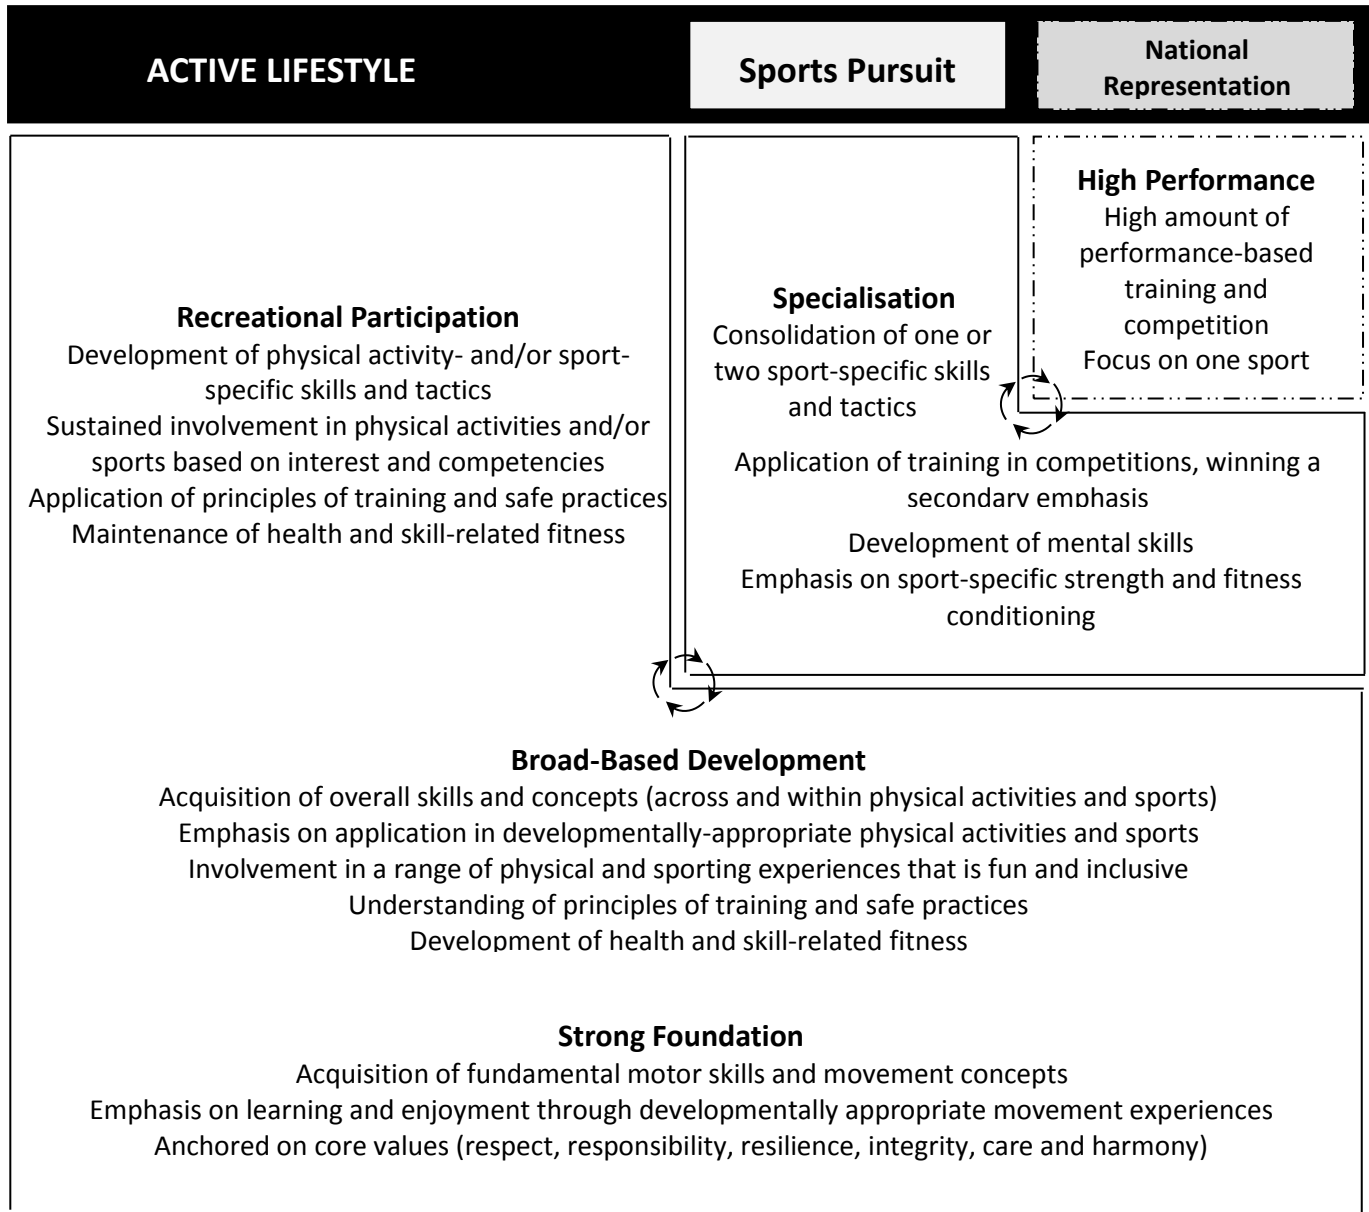 ACTIVE LIFESTYLE
Sports Pursuit
National
Representation
High Performance
High amount of
performance-based
training and
competition
Focus on one sport
Recreational Participation
Development of physical activity- and/or sport-
specific skills and tactics
Sustained involvement in physical activities and/or
sports based on interest and competencies
Application of principles of training and safe practices
Maintenance of health and skill-related fitness
Specialisation
Consolidation of one or
two sport-specific skills
and tactics
Application of training in competitions, winning a
secondary emphasis
Development of mental skills
Emphasis on sport-specific strength and fitness
conditioning
Broad-Based Development
Acquisition of overall skills and concepts (across and within physical activities and sports)
Emphasis on application in developmentally-appropriate physical activities and sports
Involvement in a range of physical and sporting experiences that is fun and inclusive
Understanding of principles of training and safe practices
Development of health and skill-related fitness
Strong Foundation
Acquisition of fundamental motor skills and movement concepts
Emphasis on learning and enjoyment through developmentally appropriate movement experiences
Anchored on core values (respect, responsibility, resilience, integrity, care and harmony)